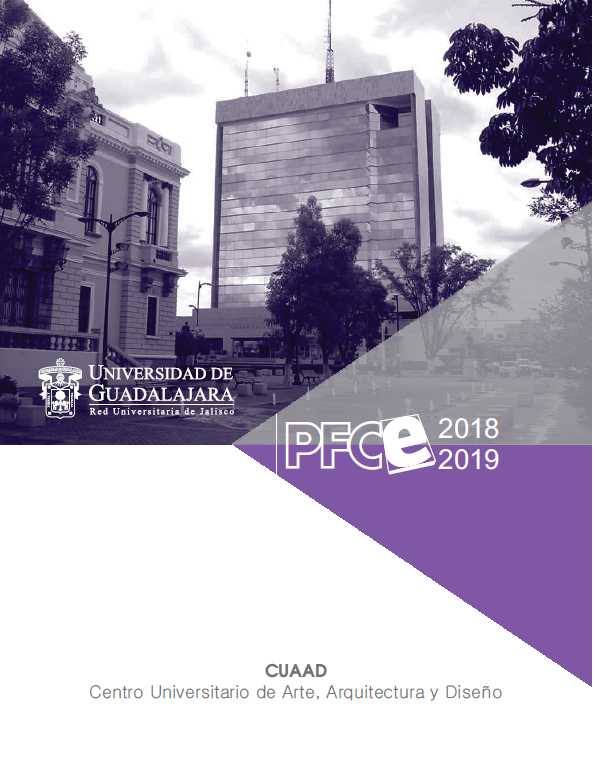 UNIVERSIDAD DE
GUADALAJARA
Red Universitaria de Jalisco
PFCe 2018
2019
CUAAD
Centro Universitario de Arte, Arquitectura y Diseño